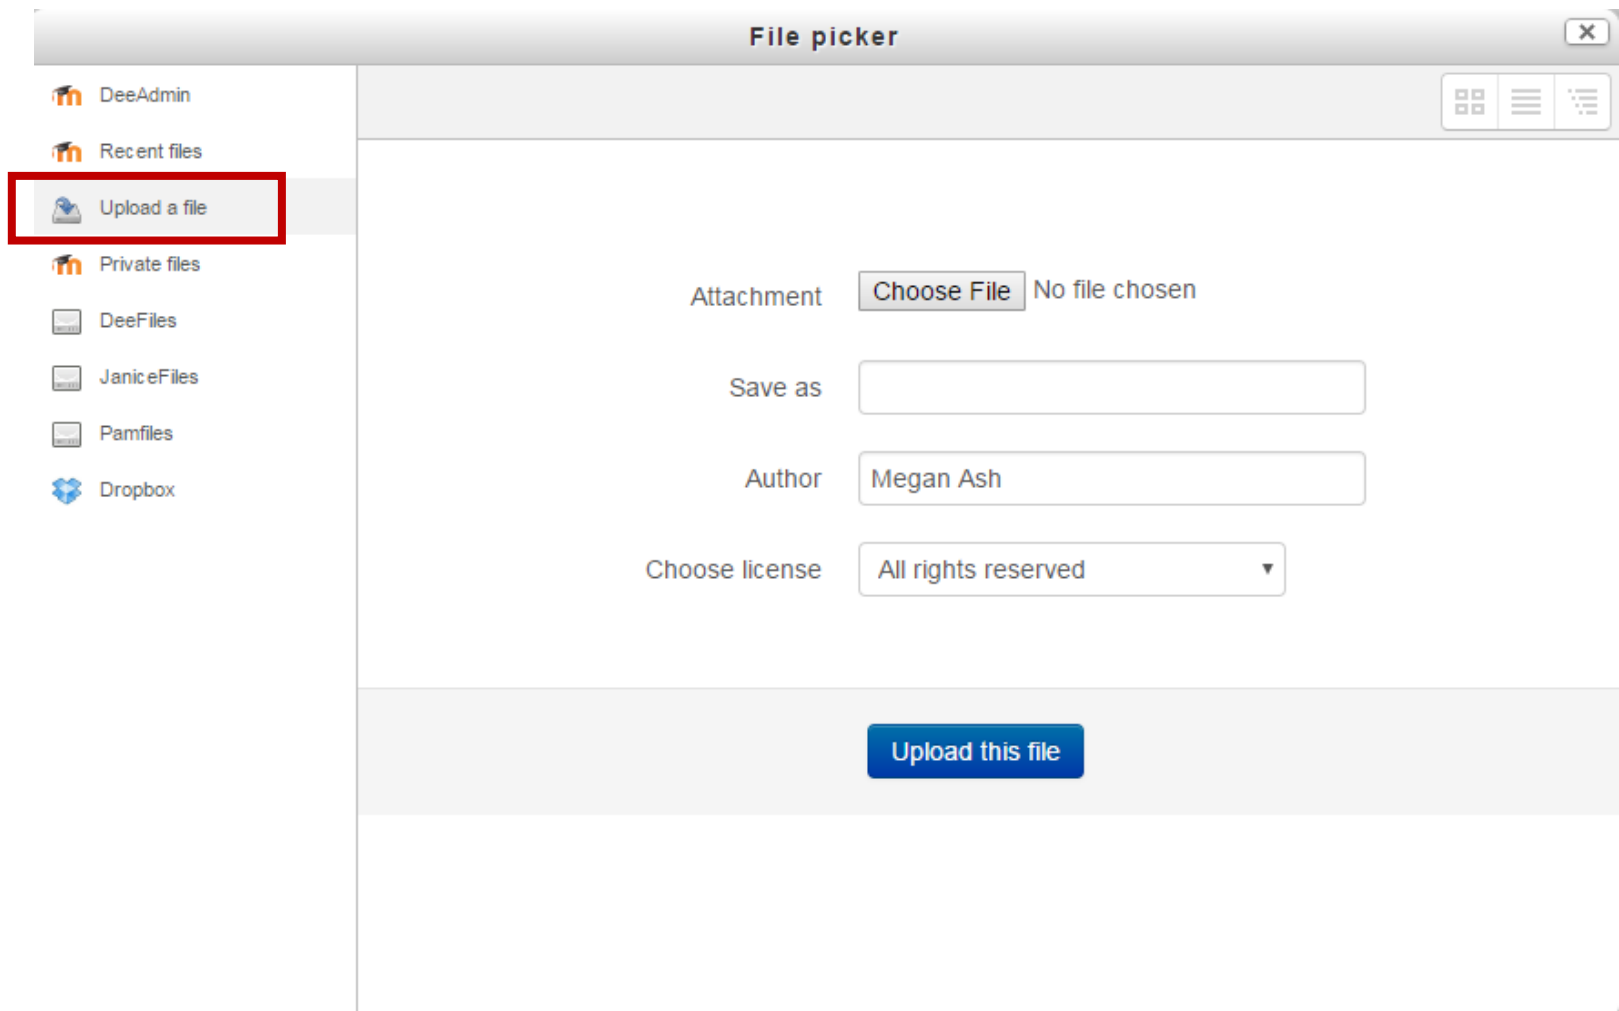 File picker
DeeAdmin
Recent files
Upload a file
Private files
DeeFiles
JaniceFiles
Pamfiles
Dropbox
Attachment Choose File No file chosen
Save as
Author Megan Ash
Choose license All rights reserved
Upload this file